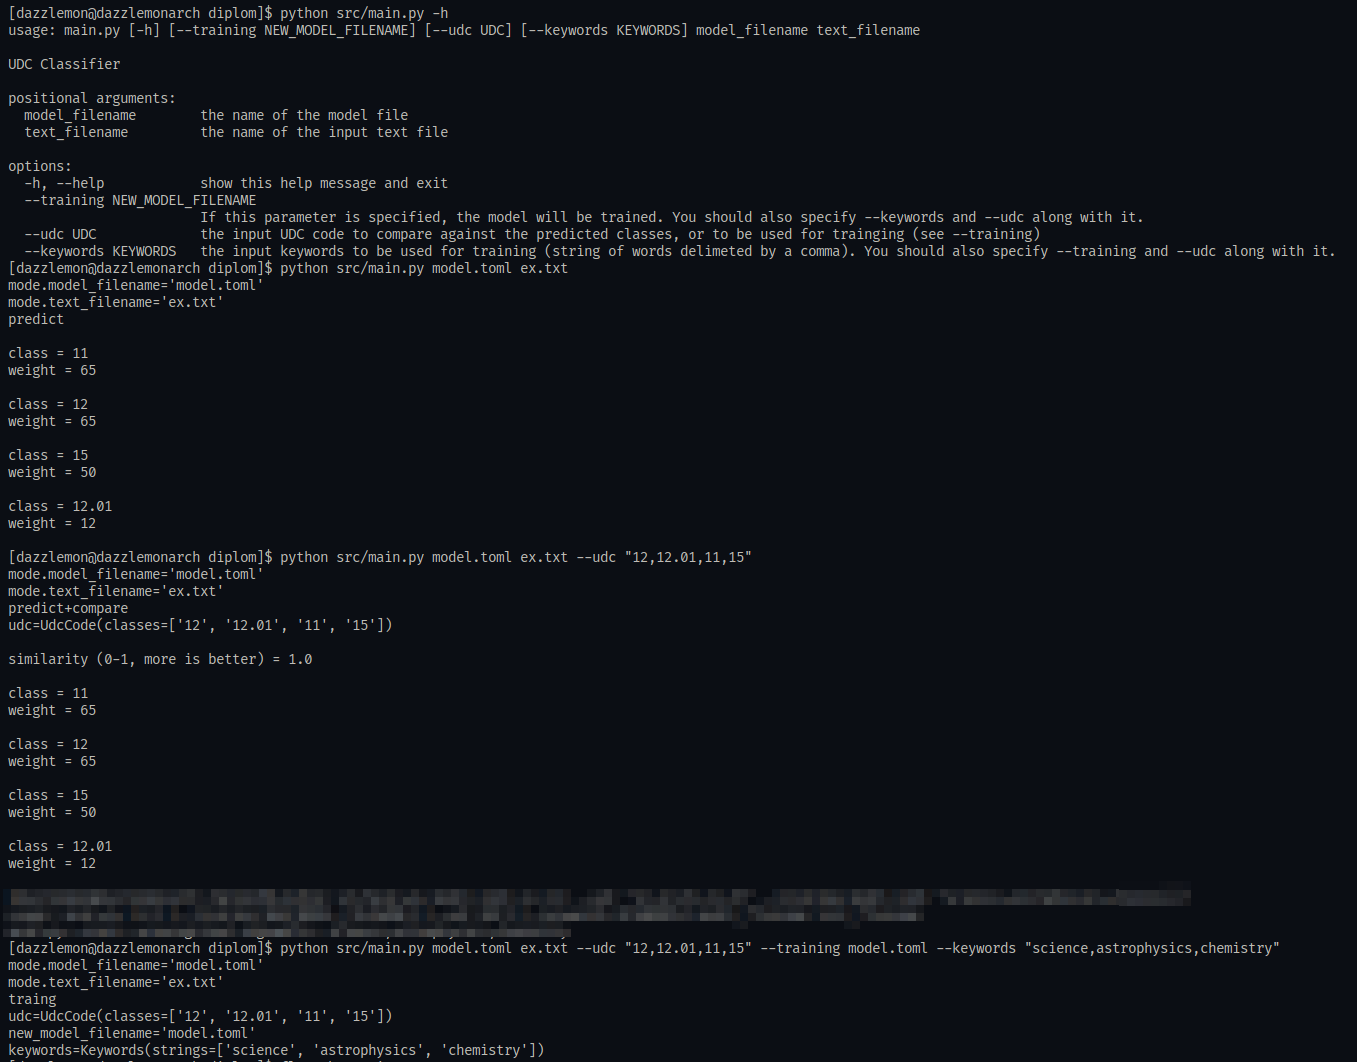 [dazzlemon@dazzlemonarch diplom]$ python src/main.py -h
usage: main.py [-h] [--training NEW_MODEL_FILENAME] [--udc UDC] [--keywords KEYWORDS] model_filename text_filename
UDC Classifier
positional arguments:
model_filename the name of the model file
text_filename the name of the input text file
options:
-h, --help show this help message and exit
--training NEW_MODEL_FILENAME
If this parameter is specified, the model will be trained. You should also specify --keywords and --udc along with it.
--udc UDC the input UDC code to compare against the predicted classes, or to be used for trainging (see --training)
--keywords KEYWORDS the input keywords to be used for training (string of words delimeted by a comma). You should also specify --training and --udc along with it.
[dazzlemon@dazzlemonarch diplom]$ python src/main.py model.toml ex.txt
mode.model_filename='model.toml'
mode.text_filename='ex.txt'
predict
class = 11
weight = 65
class = 12
weight = 65
class = 15
weight = 50
class = 12.01
weight = 12
[dazzlemon@dazzlemonarch diplom]$ python src/main.py model.toml ex.txt --udc "12,12.01,11,15"
mode.model_filename='model.toml'
mode.text_filename='ex.txt'
predict+compare
udc=UdcCode(classes=['12', '12.01', '11', '15'])
similarity (0-1, more is better) = 1.0
class = 11
weight = 65
class = 12
weight = 65
class = 15
weight = 50
class = 12.01
weight = 12
[dazzlemon@dazzlemonarch diplom]$ python src/main.py model.toml ex.txt --udc "12,12.01,11,15" --training model.toml --keywords "science,astrophysics,chemistry"
mode.model_filename='model.toml'
mode.text_filename='ex.txt'
traing
udc=UdcCode(classes=['12', '12.01', '11', '15'])
new_model_filename='model.toml'
keywords=Keywords(strings=['science', 'astrophysics', 'chemistry'])